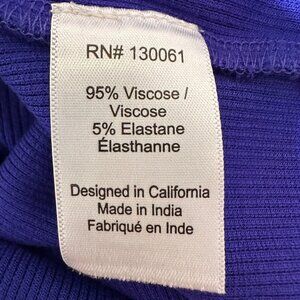 RN# 130061
95% Viscose /
Viscose
5% Elastane
Élasthanne
Designed in California
Made in India
Fabriqué en Inde